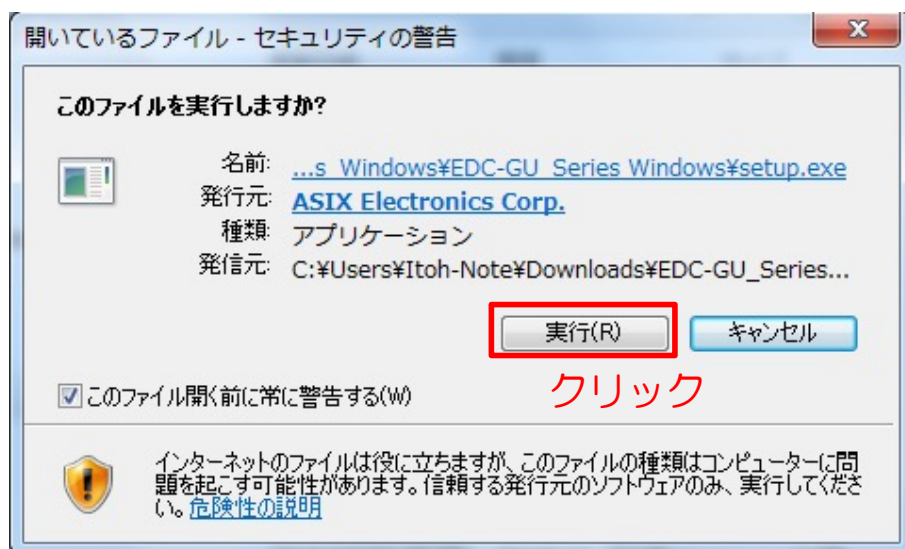 開いているファイル - セキュリティの警告
このファイルを実行しますか?
名前: ...s_Windows¥EDC-GU_Series Windows¥setup.exe
発行元: ASIX Electronics Corp.
種類: アプリケーション
発信元: C:¥Users¥Itoh-Note¥Downloads¥EDC-GU_Series...
実行(R) キャンセル
クリック
このファイル開く前に常に警告する(W)
インターネットのファイルは役に立ちますが、このファイルの種類はコンピューターに問
題を起こす可能性があります。信頼する発行元のソフトウェアのみ、実行してくださ
い。危険性の説明